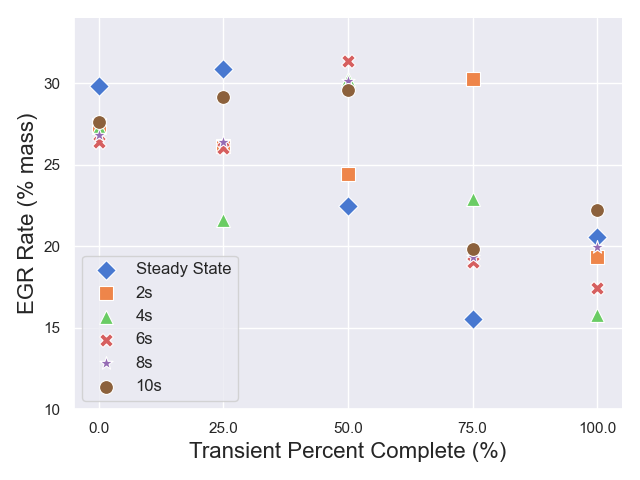 EGR Rate (% mass)
30
25
20
15
10
Steady State
2s
4s
6s
8s
10s
0.0 25.0 50.0 75.0 100.0
Transient Percent Complete (%)